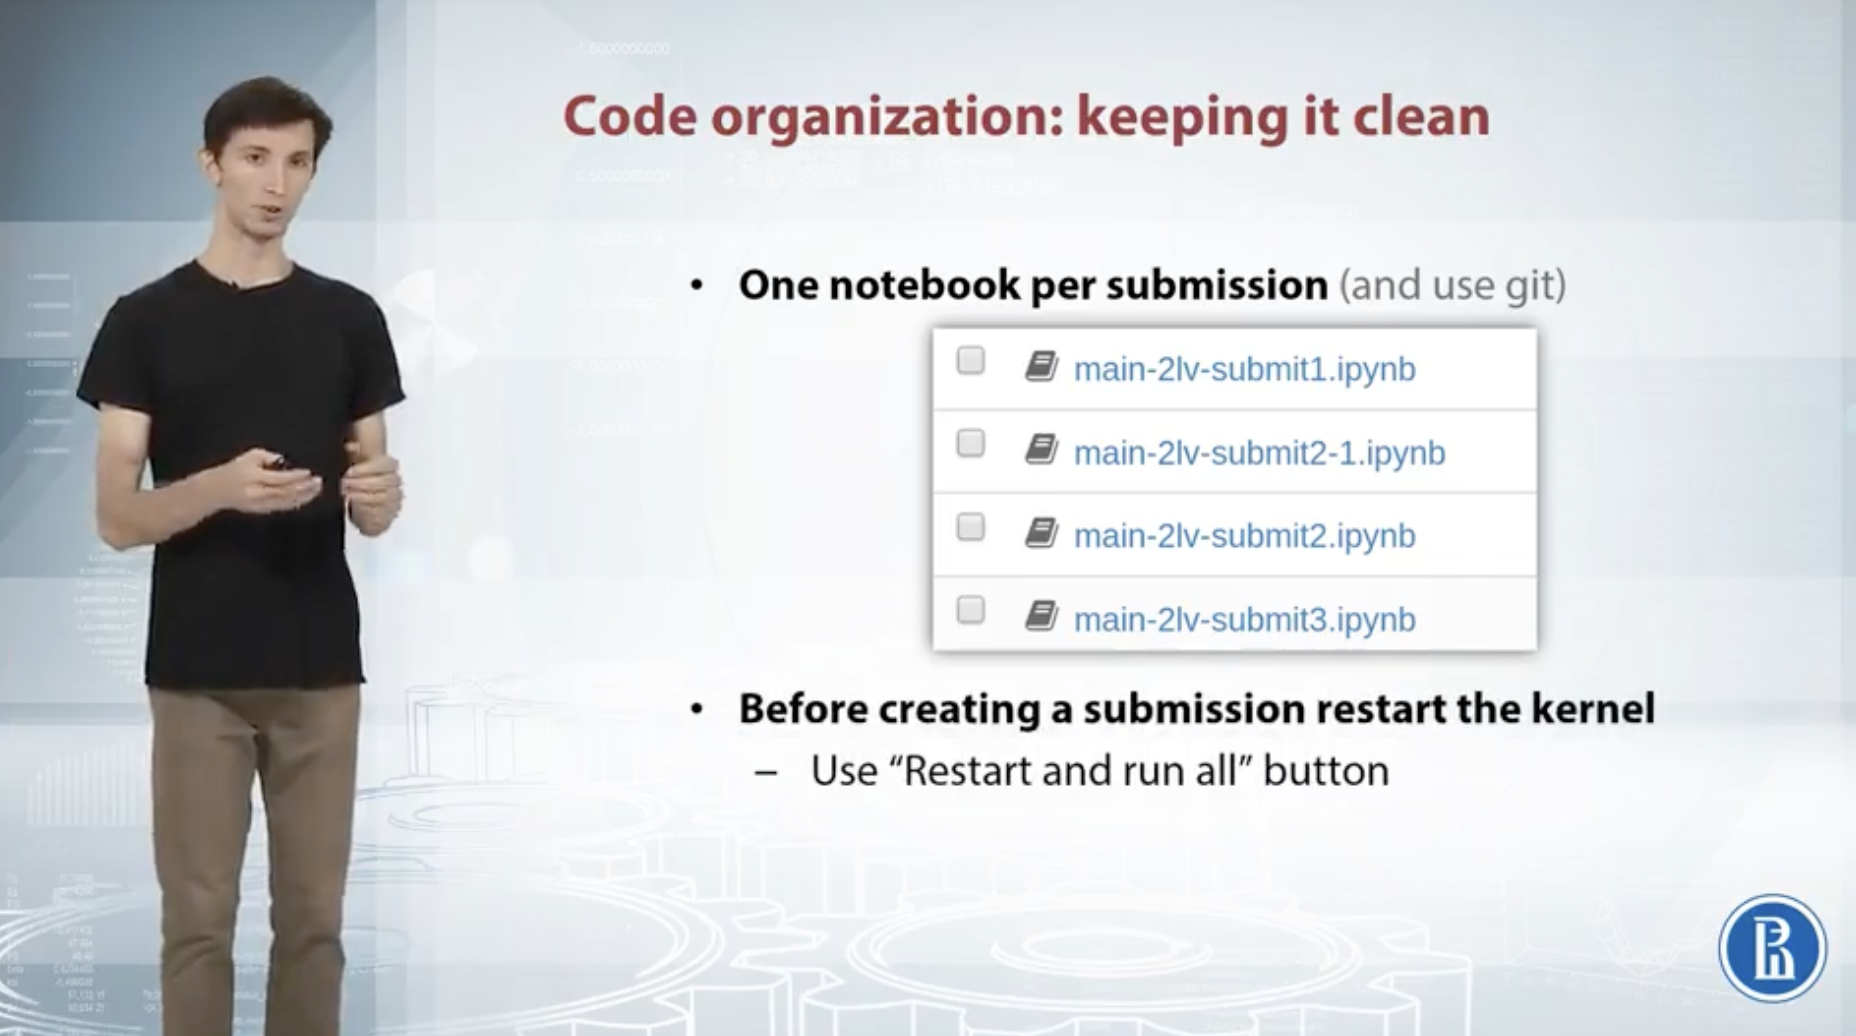 Code organization: keeping it clean
• One notebook per submission (and use git)
main-2lv-submit1.ipynb
main-2lv-submit2-1.ipynb
main-2lv-submit2.ipynb
main-2lv-submit3.ipynb
• Before creating a submission restart the kernel
– Use “Restart and run all” button